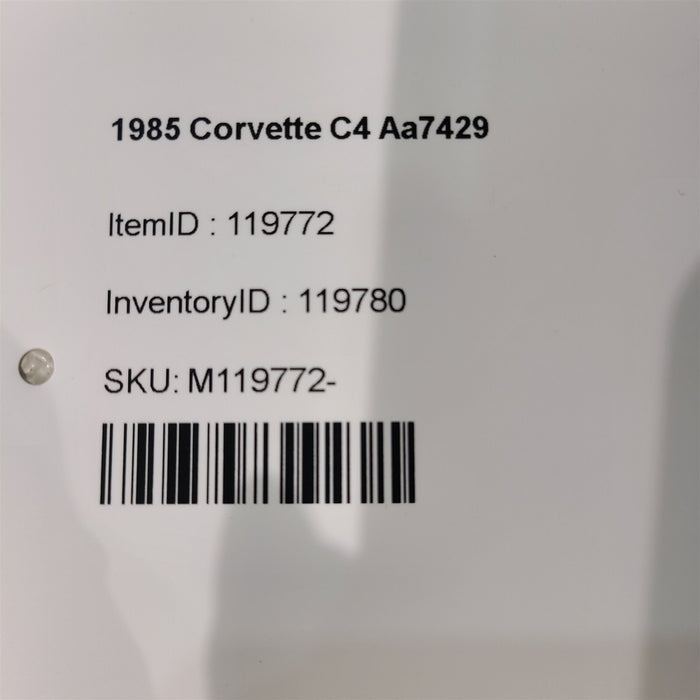 1985 Corvette C4 Aa7429
ItemID : 119772
InventoryID : 119780
SKU: M119772-